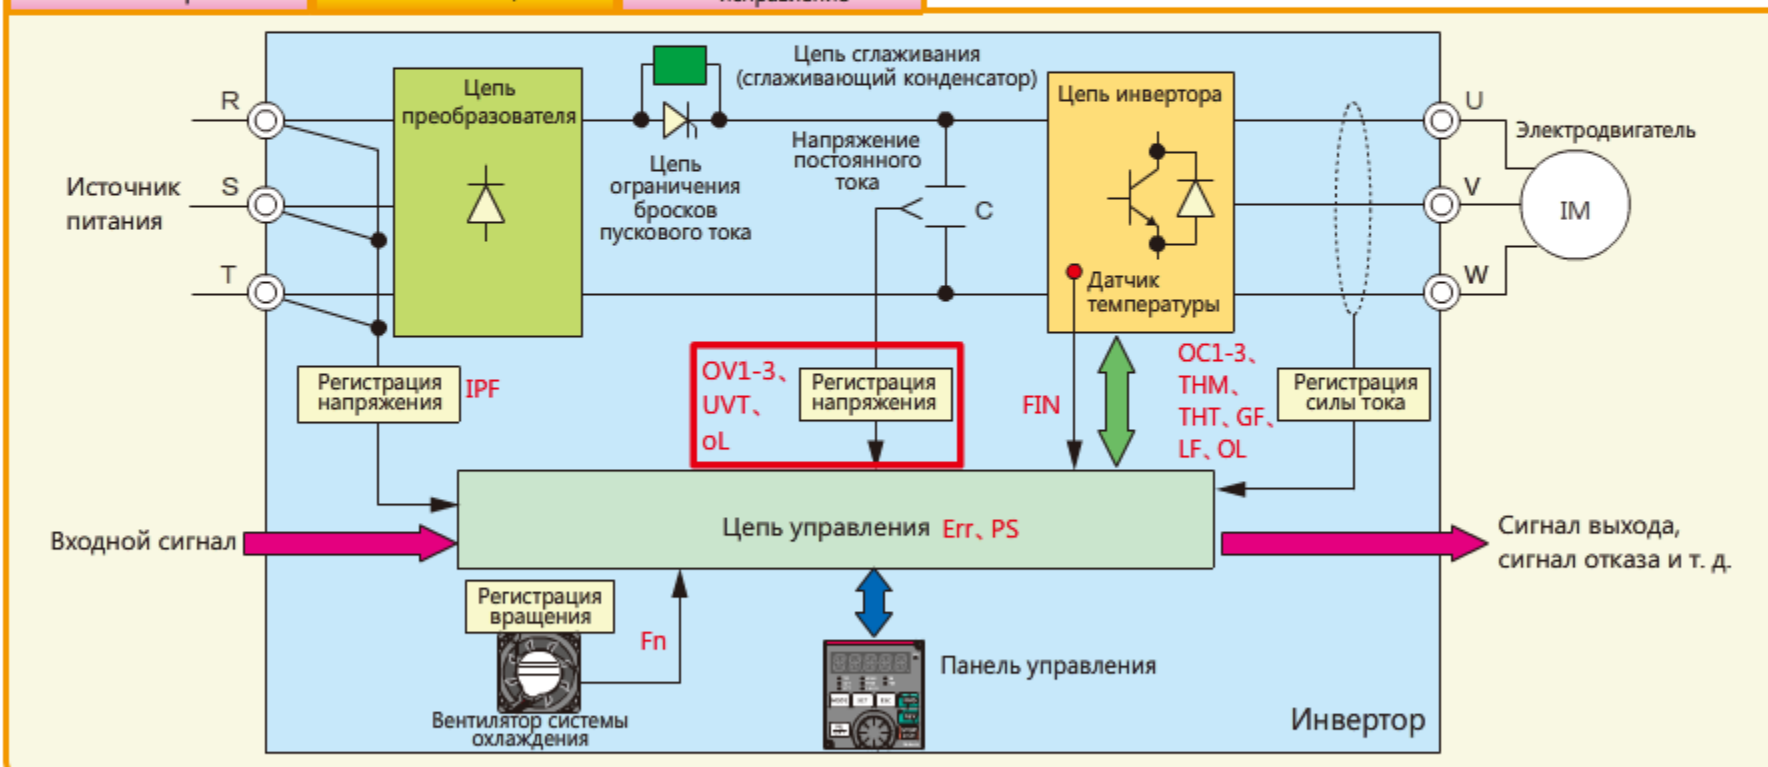 исправление
Цепь сглаживания
(сглаживающий конденсатор)
Цепь
преобразователя
Цепь инвертора
R
U
Электродвигатель
Напряжение
постоянного
тока
Цепь
ограничения
бросков
пускового тока
Источник
питания
S
C
V
IM
T
W
Датчик
температуры
Регистрация
напряжения
IPF
OV1-3、
UVT、
oL
Регистрация
напряжения
FIN
OC1-3、
THM、
THT、GF、
LF、OL
Регистрация
силы тока
Входной сигнал
Цепь управления Err、PS
Сигнал выхода,
сигнал отказа и т. д.
Регистрация
вращения
Fn
Вентилятор системы
охлаждения
Панель управления
Инвертор